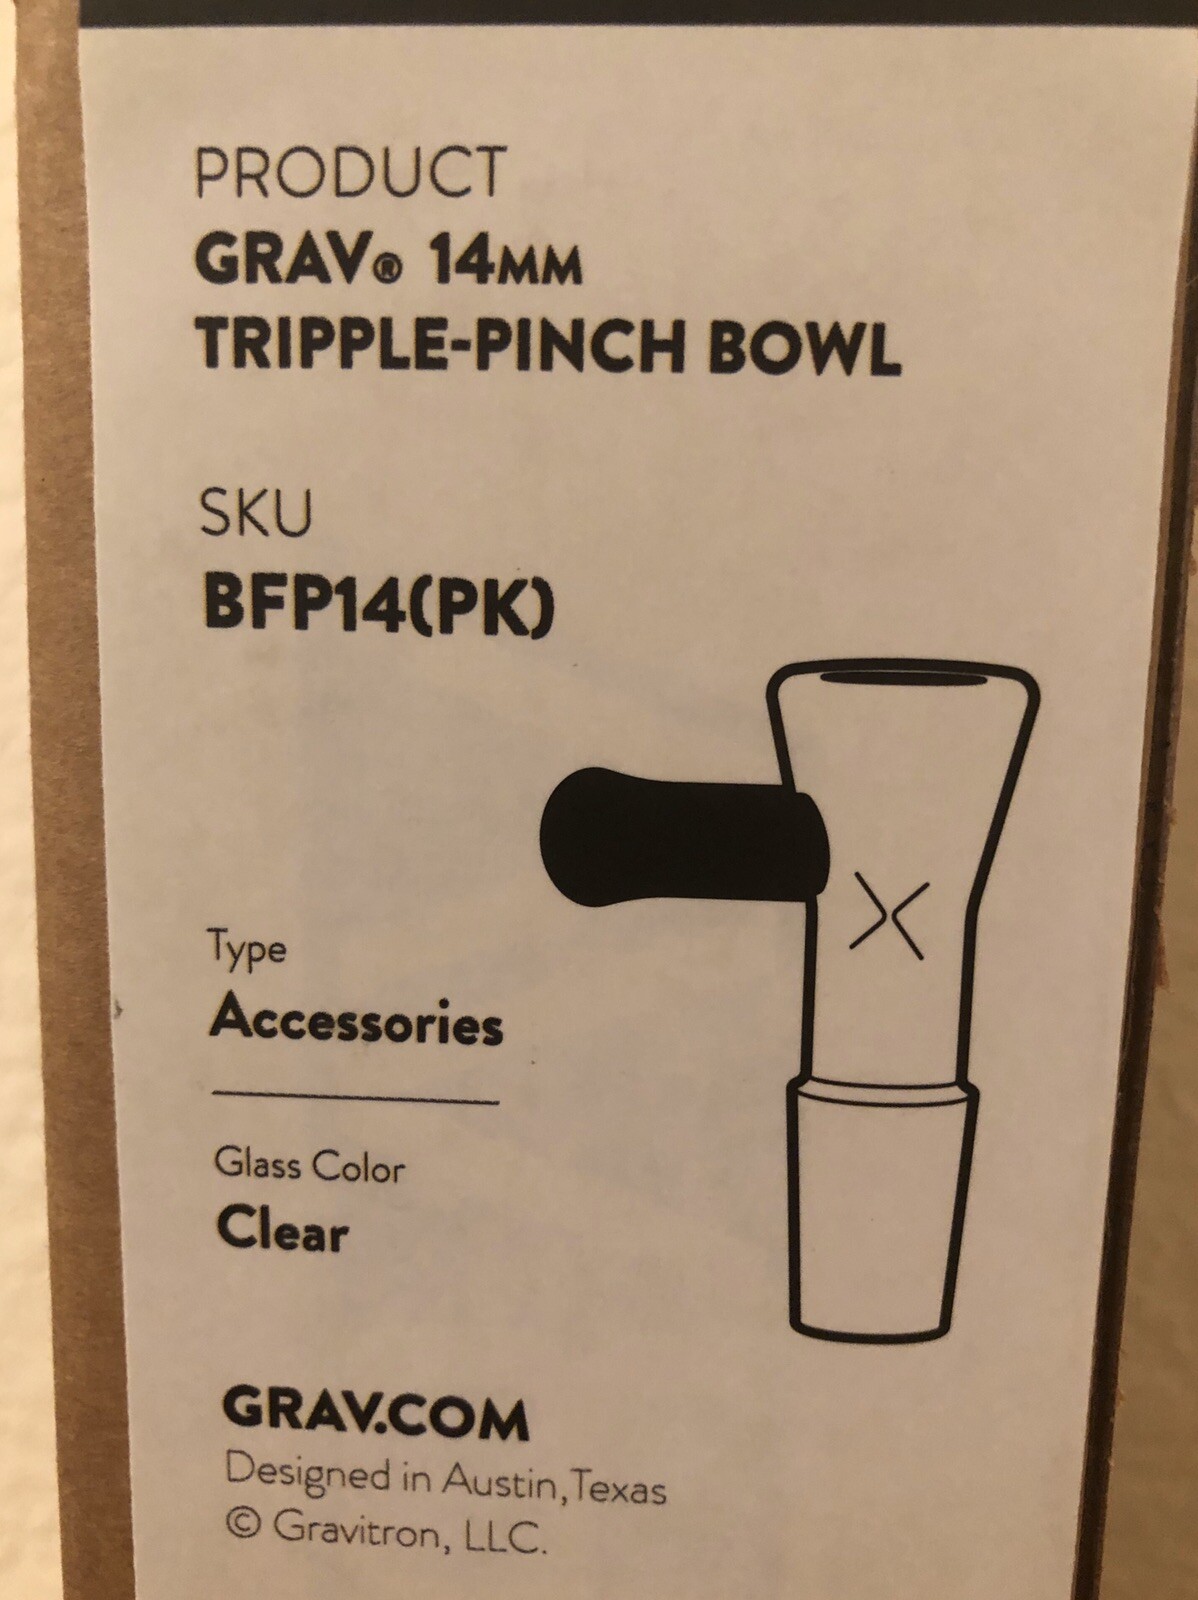 PRODUCT
GRAV® 14MM
TRIPPLE-PINCH BOWL
SKU
BFP14(PK)
Type
Accessories
Glass Color
Clear
GRAV.COM
Designed in Austin,Texas
© Gravitron, LLC.